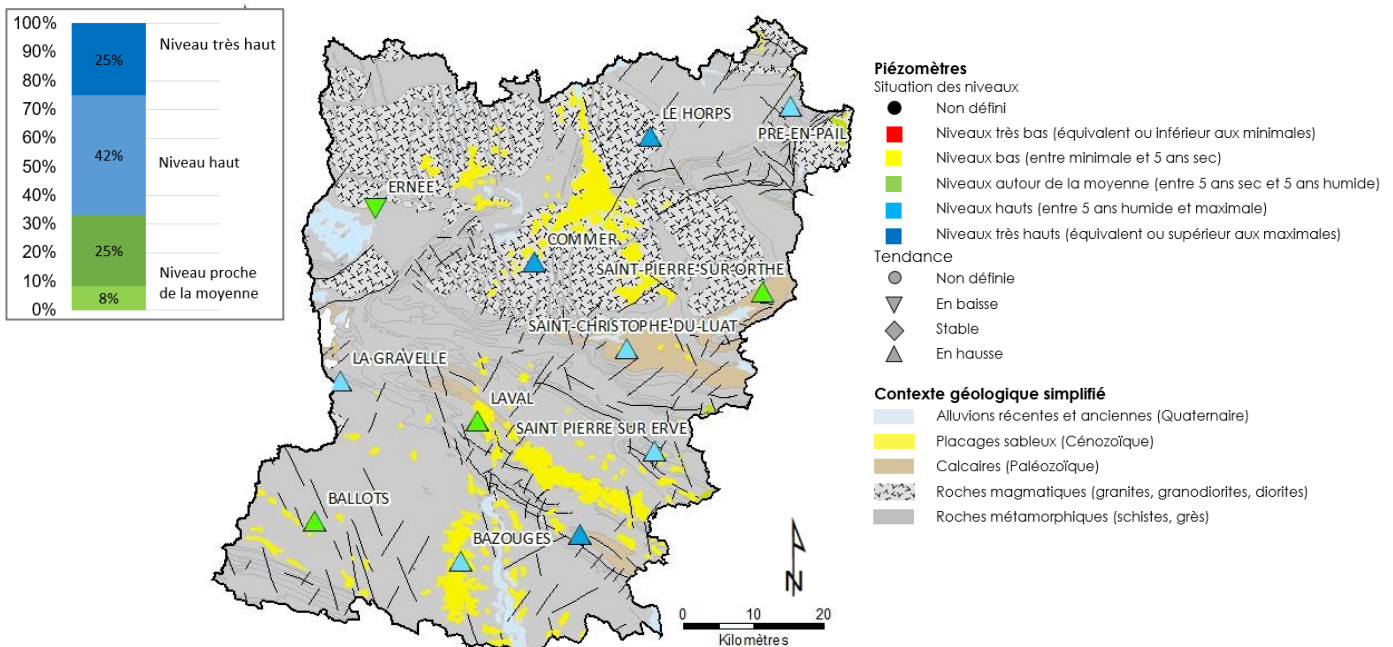 100%
90%
80%
70%
60%
50%
40%
30%
20%
10%
0%
25%
42%
25%
8%
Niveau très haut
Niveau haut
Niveau proche
de la moyenne
LE HORPS
PRE-EN-PAIL
ERNEE
COMMER
SAINT-PIERRE-SUR-ORTHE
SAINT-CHRISTOPHE-DU-LUAT
LA GRAVELLE
LAVAL
SAINT PIERRE SUR ERVE
BALLOTS
BAZOUGES
N
0 10 20
Kilomètres
Piézomètres
Situation des niveaux
Non défini
Niveaux très bas (équivalent ou inférieur aux minimales)
Niveaux bas (entre minimale et 5 ans sec)
Niveaux autour de la moyenne (entre 5 ans sec et 5 ans humide)
Niveaux hauts (entre 5 ans humide et maximale)
Niveaux très hauts (équivalent ou supérieur aux maximales)
Tendance
Non définie
En baisse
Stable
En hausse
Contexte géologique simplifié
Alluvions récentes et anciennes (Quaternaire)
Placages sableux (Cénozoïque)
Calcaires (Paléozoïque)
Roches magmatiques (granites, granodiorites, diorites)
Roches métamorphiques (schistes, grès)